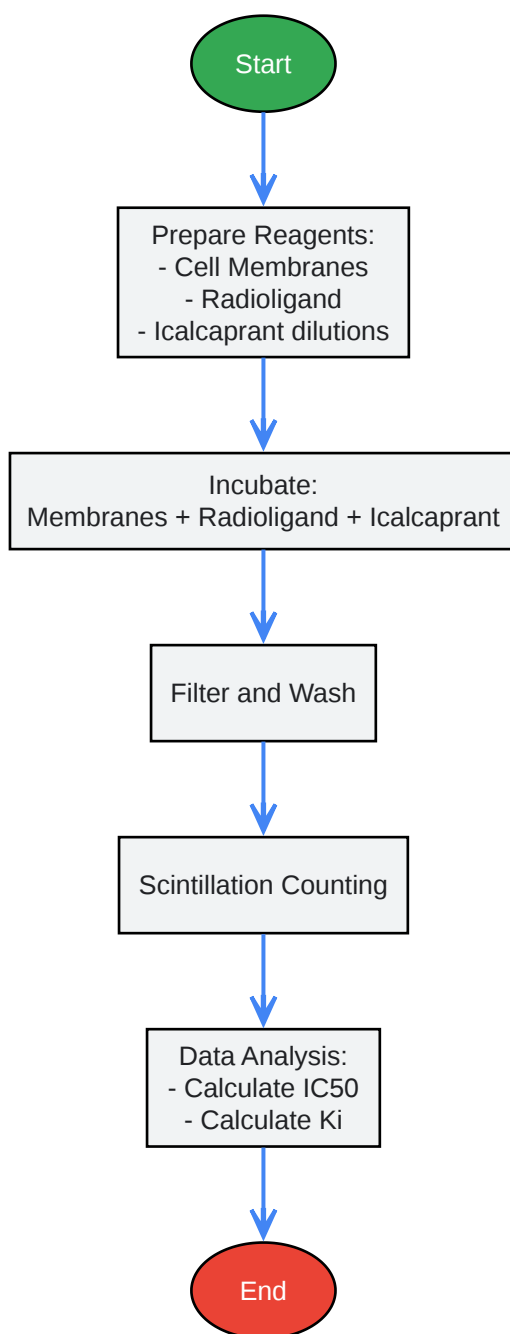 Start
Prepare Reagents:
- Cell Membranes
- Radioligand
- Icalcaprant dilutions
Incubate:
Membranes + Radioligand + Icalcaprant
Filter and Wash
Scintillation Counting
Data Analysis:
- Calculate IC50
- Calculate Ki
End